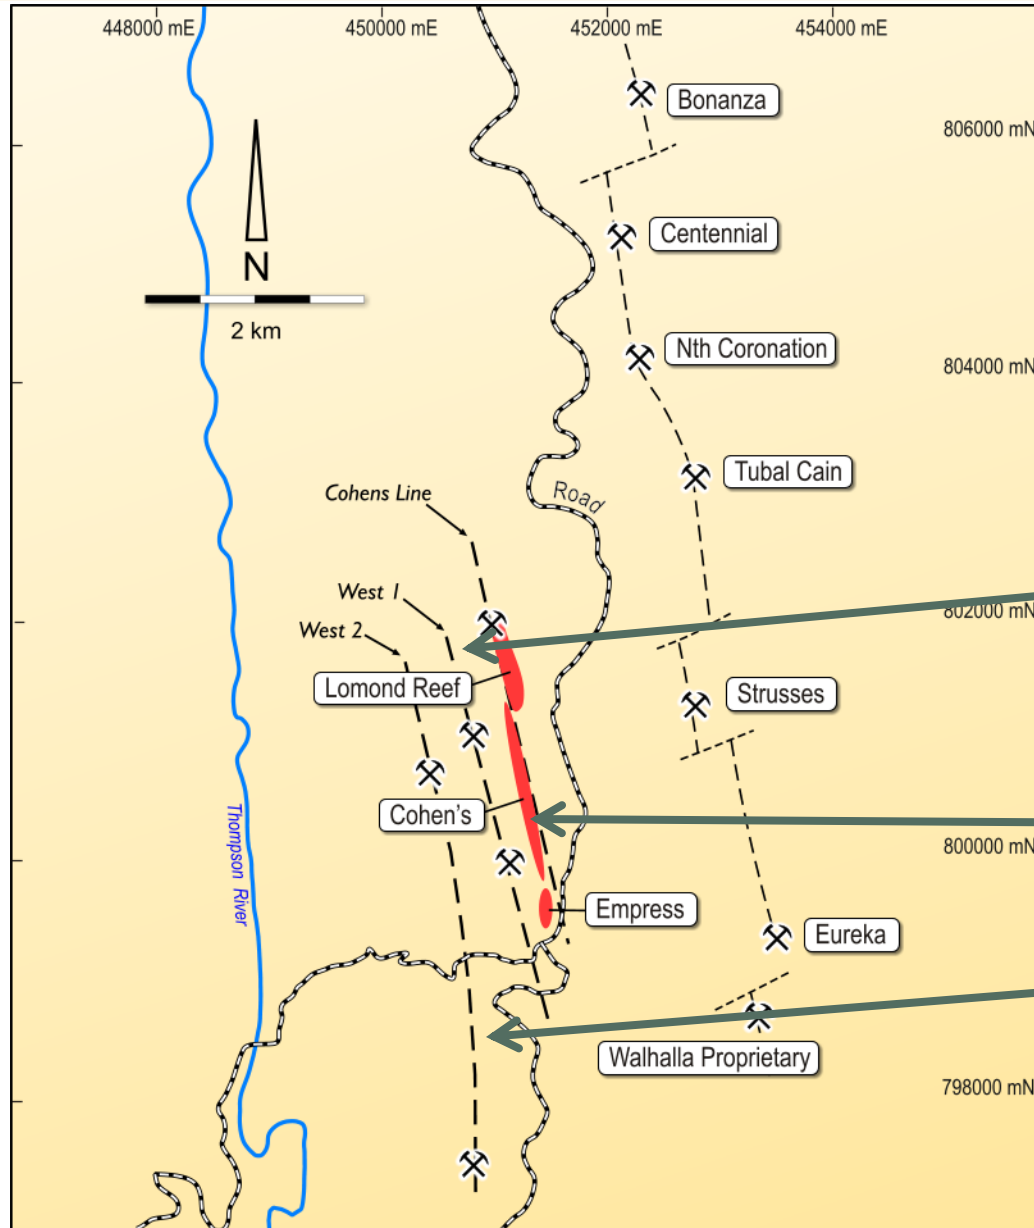 448000 mE
450000 mE
452000mE
454000 mE
Bonanza
806000 mN
Centennial
N
2 km
Nth Coronation
804000 mN
Tubal Cain
Cohens Line
Road
West 1
802000 mN
West 2
Lomond Reef
Strusses
Cohen's
Thompson River
800000 mN
Empress
Eureka
Walhalla Proprietary
798000 mN